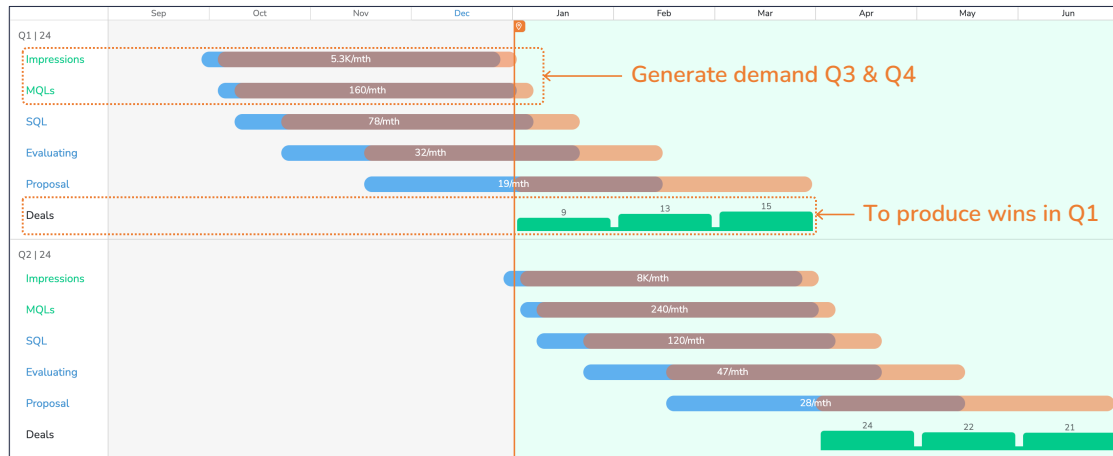 Sep Oct Nov Dec Jan Feb Mar Apr May Jun
Q1 | 24
Impressions 5.3K/mth
Generate demand Q3 & Q4
MQLs 160/mth
SQL 78/mth
Evaluating 32/mth
Proposal 19/mth
Deals 9 13 15
To produce wins in Q1
Q2 | 24
Impressions 8K/mth
MQLs 240/mth
SQL 120/mth
Evaluating 47/mth
Proposal 28/mth
Deals 24 22 21